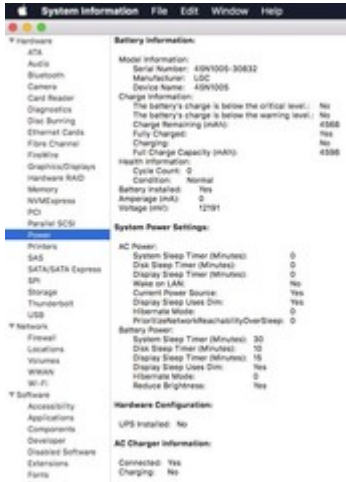 System Information File Edit Window Help
Hardware
ATA
Audio
Bluetooth
Camera
Card Reader
Diagnostics
Disc Burning
Ethernet Cards
Fibre Channel
FireWire
Graphics/Displays
Hardware RAID
Memory
NVMExpress
PCI
Parallel SCSI
Power
Printers
SAS
SATA/SATA Express
SPI
Storage
Thunderbolt
USB
Network
Firewall
Locations
Volumes
WWAN
Wi-Fi
Software
Accessibility
Applications
Components
Developer
Disabled Software
Extensions
Fonts
Battery Information:
Model Information:
Serial Number: 45N1005-30832
Manufacturer: LGC
Device Name: 45N1005
Charge Information:
The battery's charge is below the critical level.: No
The battery's charge is below the warning level.: No
Charge Remaining (mAh): 4568
Fully Charged: Yes
Charging: No
Full Charge Capacity (mAh): 4598
Health Information:
Cycle Count: 0
Condition: Normal
Battery Installed: Yes
Amperage (mA): 0
Voltage (mV): 12191
System Power Settings:
AC Power:
System Sleep Timer (Minutes): 0
Disk Sleep Timer (Minutes): 0
Display Sleep Timer (Minutes): 0
Wake on LAN: No
Current Power Source: Yes
Display Sleep Uses Dim: Yes
Hibernate Mode: 0
PrioritizeNetworkReachabilityOverSleep: 0
Battery Power:
System Sleep Timer (Minutes): 30
Disk Sleep Timer (Minutes): 10
Display Sleep Timer (Minutes): 15
Display Sleep Uses Dim: Yes
Hibernate Mode: 0
Reduce Brightness: Yes
Hardware Configuration:
UPS Installed: No
AC Charger Information:
Connected: Yes
Charging: No